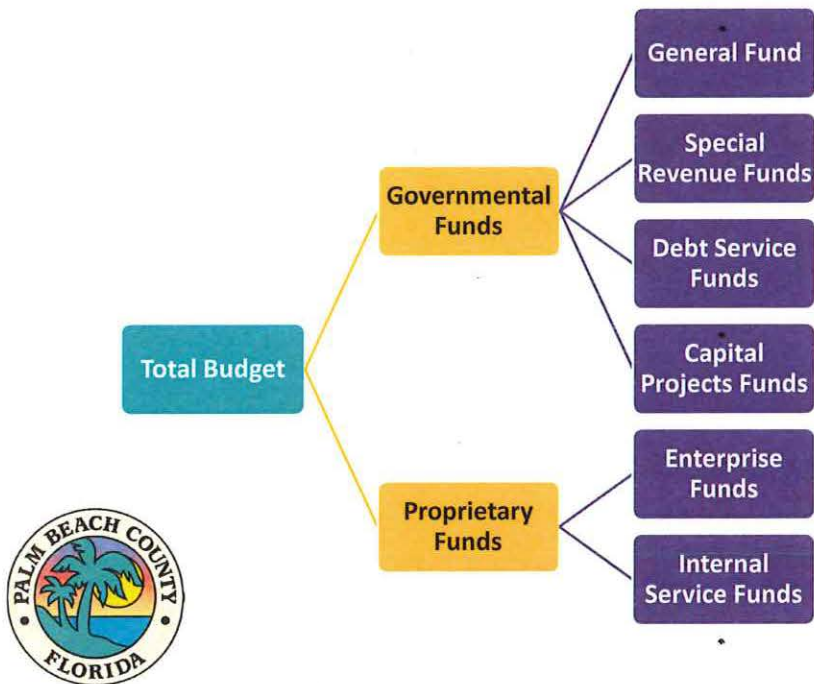 General Fund
Special
Revenue Funds
Governmental
Funds
Debt Service
Funds
Total Budget
Capital
Projects Funds
Enterprise
Funds
Proprietary
Funds
Internal
Service Funds
PALM BEACH COUNTY
FLORIDA